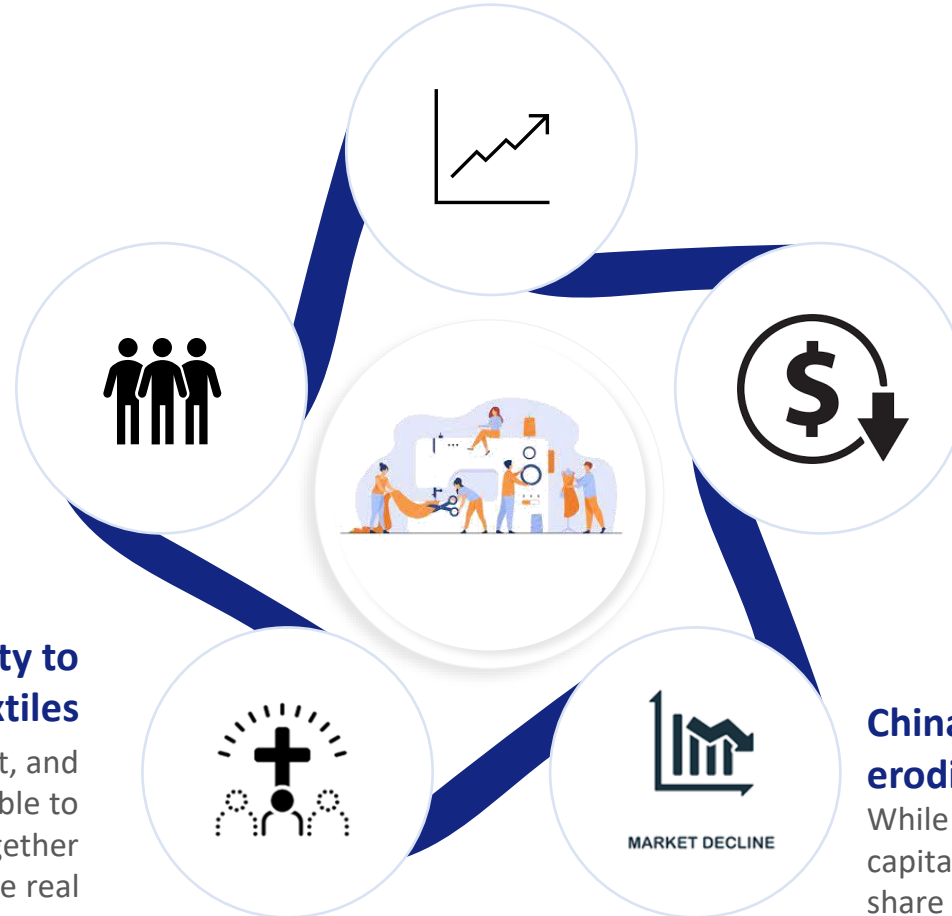 $
ty to
xtiles
t, and
ble to
gether
e real
MARKET DECLINE
China
erodi
While
capita
share